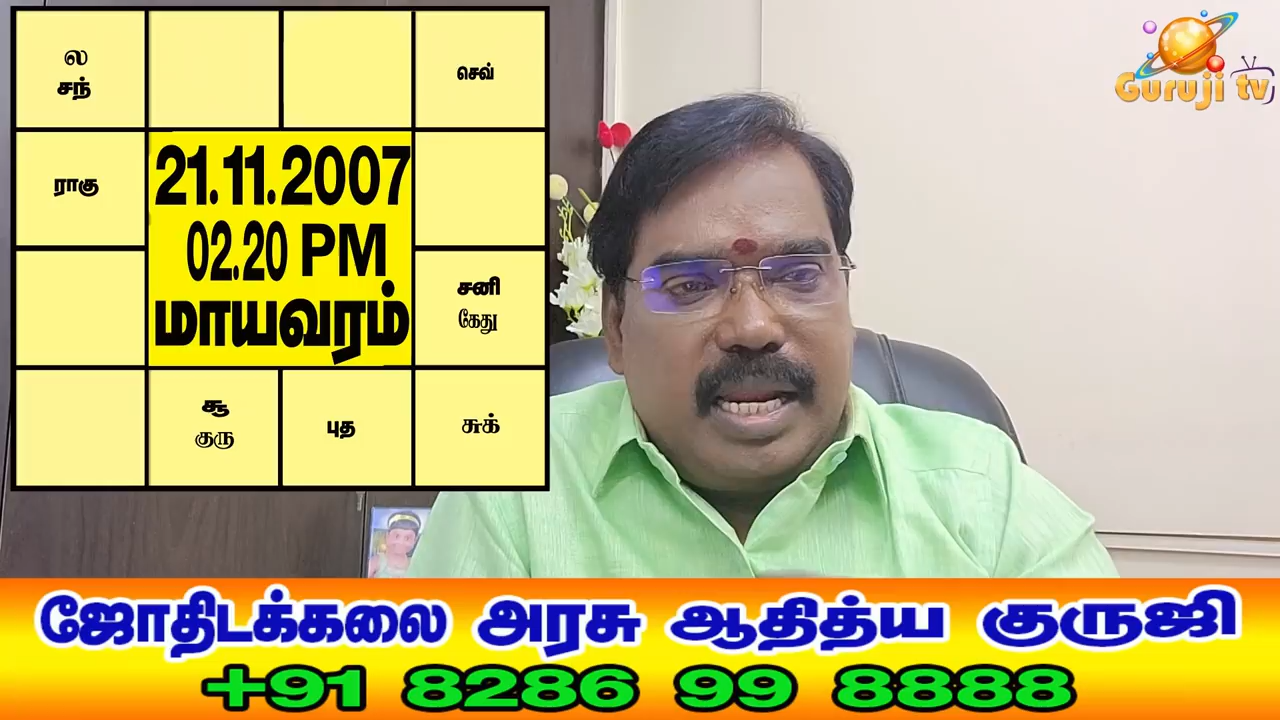 ல
சந்
செவ்
Guruji tv
ராகு
21.11.2007
02.20 PM
மாயவரம்
சனி
கேது
சூ
குரு
புத
சுக்
ஜோதிடக்கலை அரசு ஆதித்ய குருஜி
+91 8286 99 8888